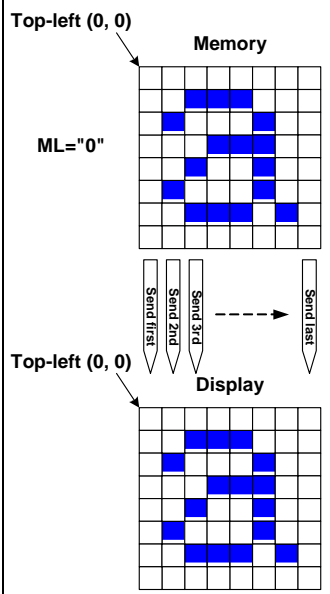 Top-left (0, 0)
Memory
ML="0"
Send first
Send 2nd
Send 3rd
Send last
Top-left (0, 0)
Display